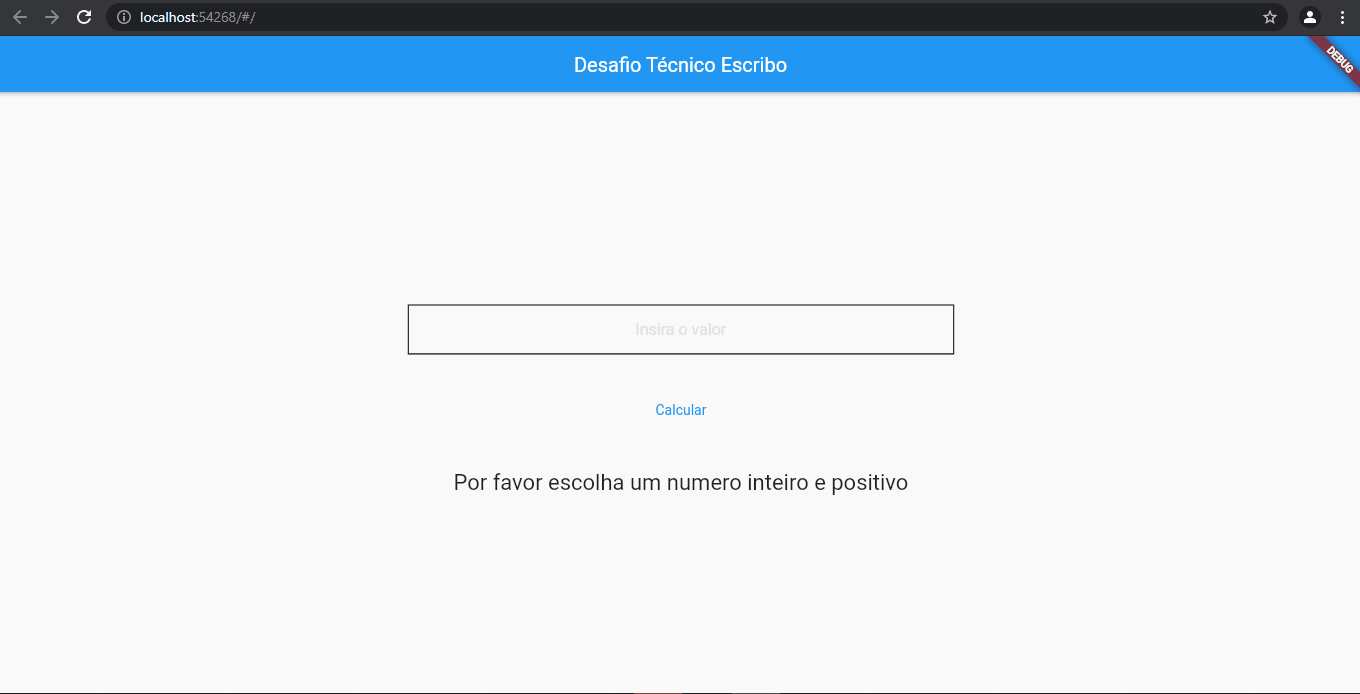 localhost:54268/#/
Desafio Técnico Escribo
DEBUG
Insira o valor
Calcular
Por favor escolha um numero inteiro e positivo